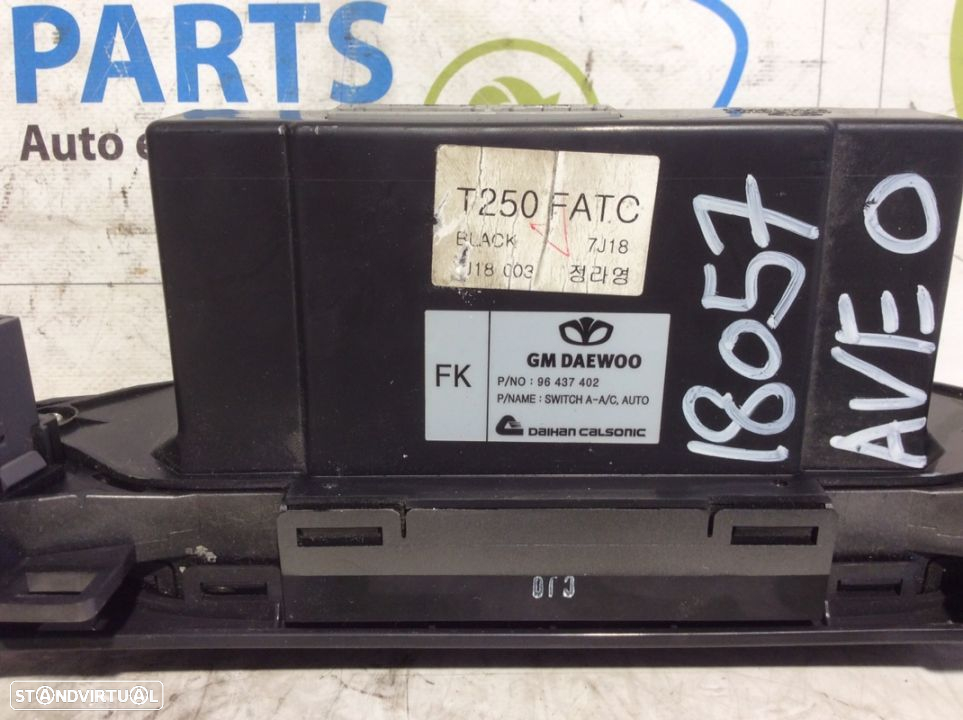 PARTS
Auto e
T250 FATC
BLACK 7J18
J18 003 정라영
FK
GM DAEWOO
P/NO : 96 437 402
P/NAME : SWITCH A-A/C, AUTO
DAIHAN CALSONIC
18057
AVEO
013
STANDVIRTUAL